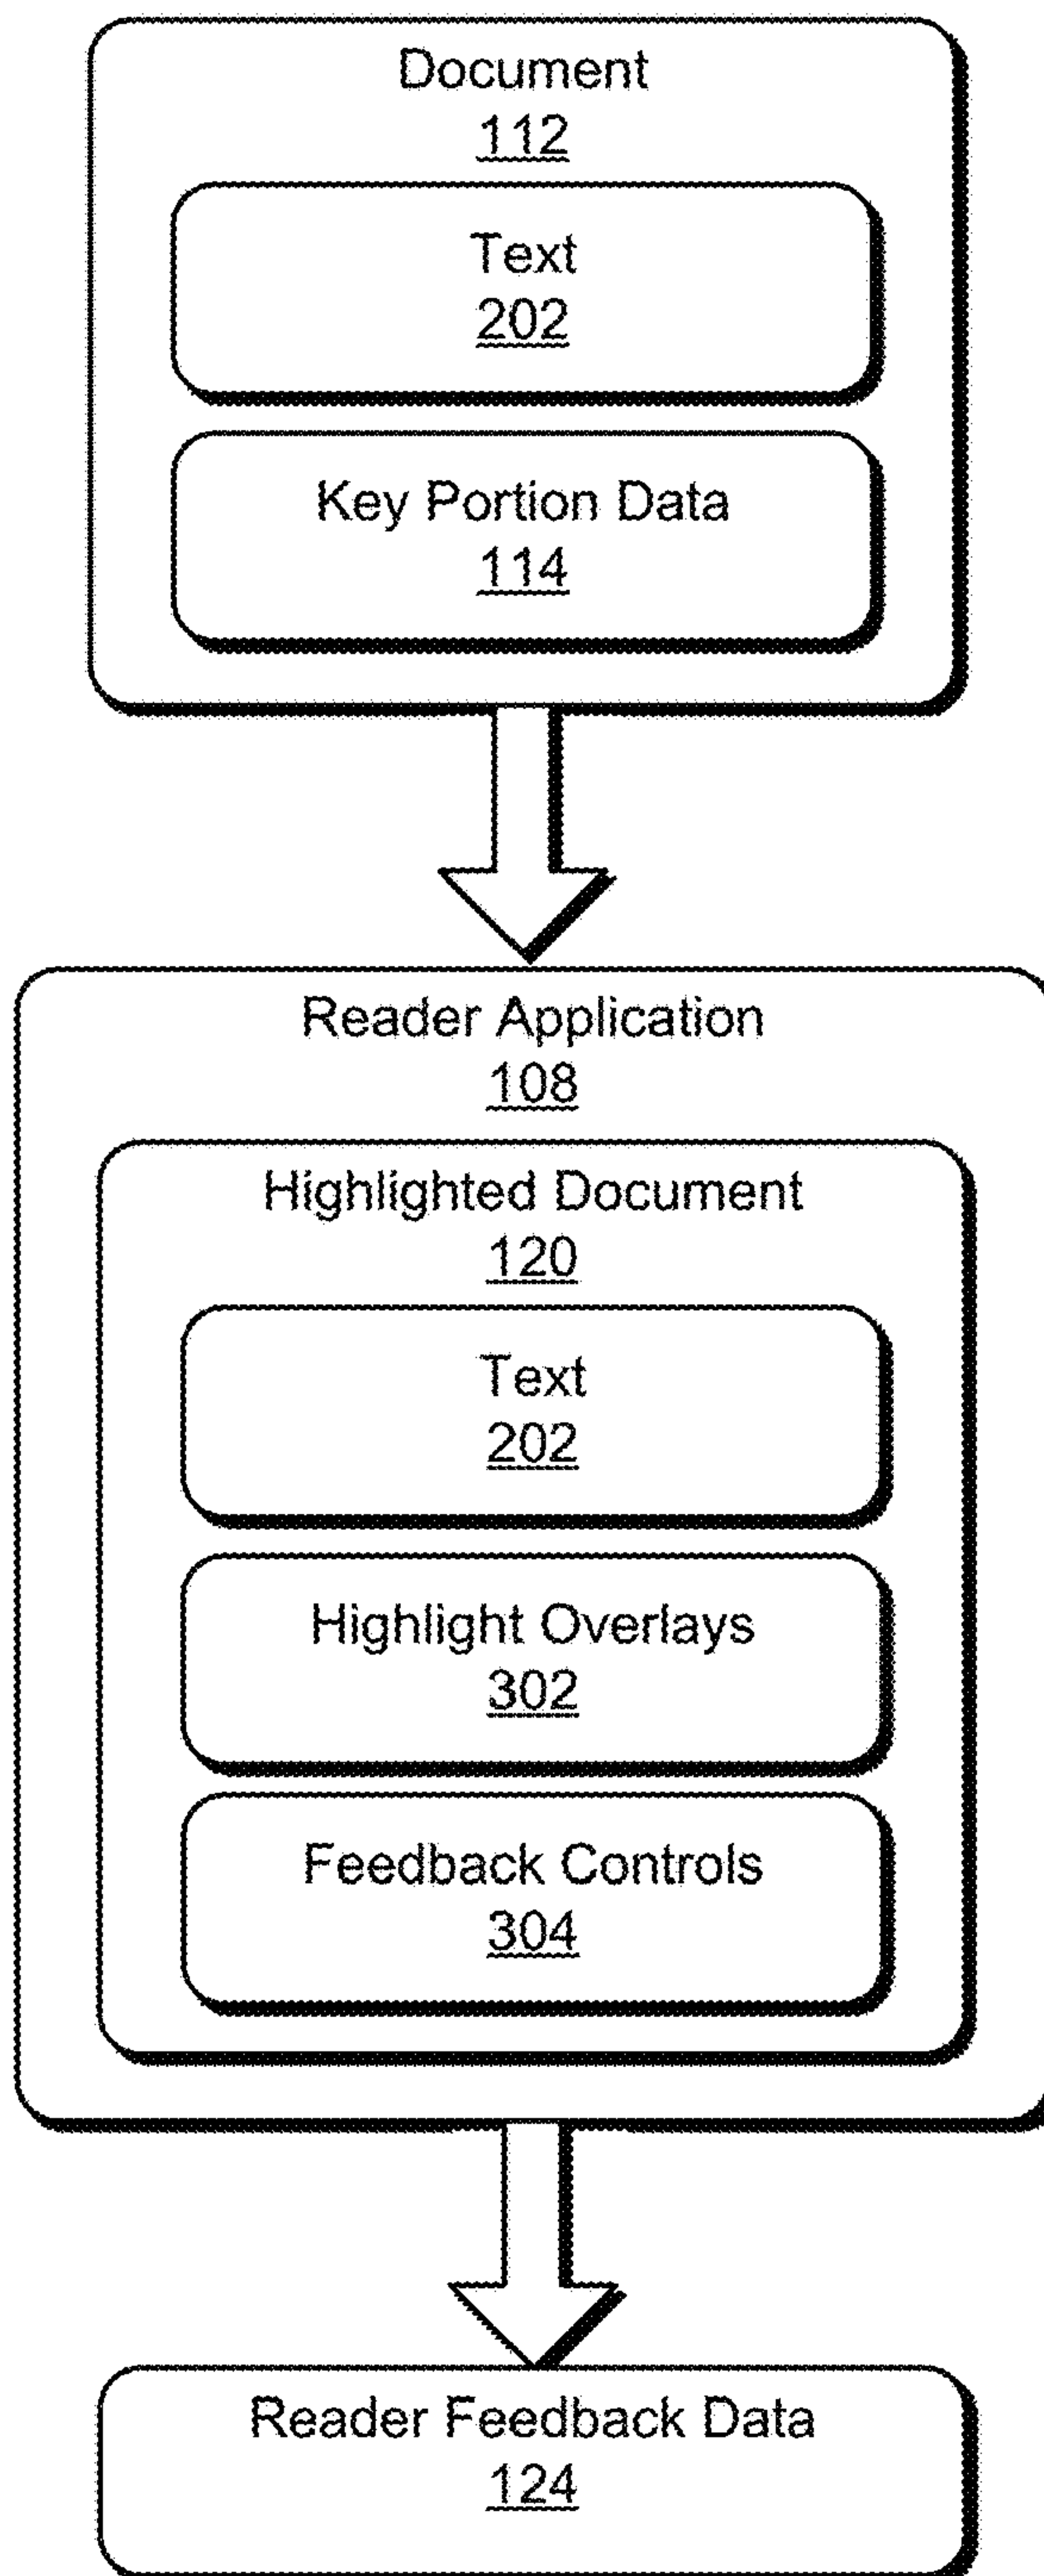 Document
112
Text
202
Key Portion Data
114
Reader Application
108
Highlighted Document
120
Text
202
Highlight Overlays
302
Feedback Controls
304
Reader Feedback Data
124